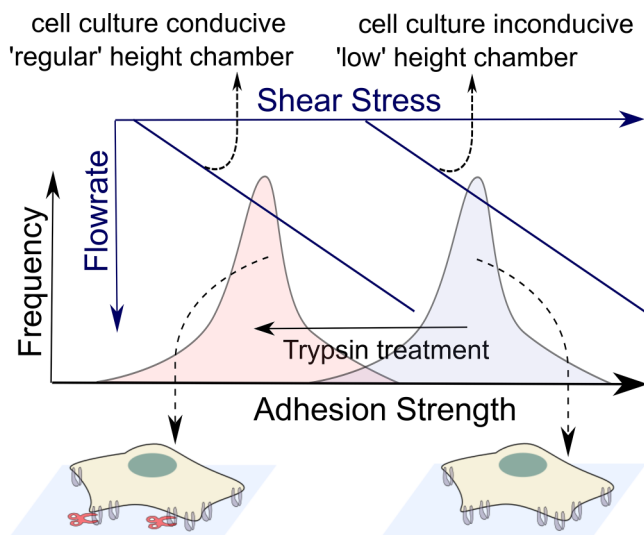 cell culture conducive
'regular' height chamber
cell culture inconducive
'low' height chamber
Shear Stress
Flowrate
Frequency
Trypsin treatment
Adhesion Strength